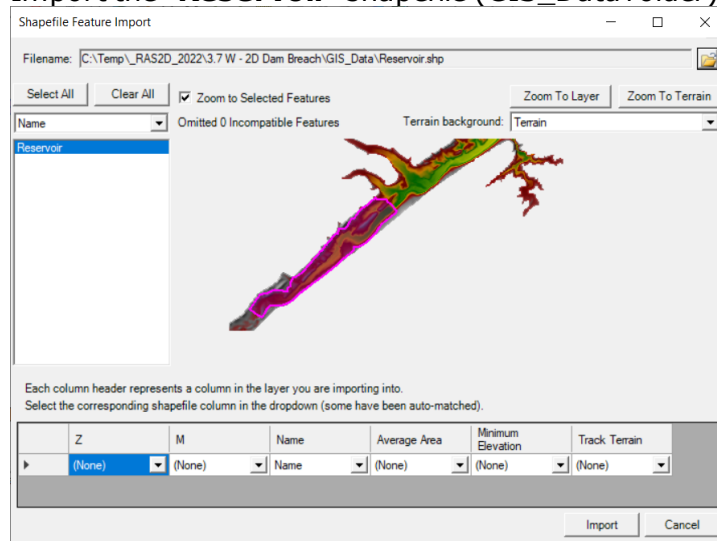 Import the "Reservoir" shapefile (GIS_Data folder)
Shapefile Feature Import
Filename: C:\Temp\_RAS2D_2022\3.7 W - 2D Dam Breach\GIS_Data\Reservoir.shp
Select All Clear All Zoom to Selected Features Zoom To Layer Zoom To Terrain
Name Omitted 0 Incompatible Features Terrain background: Terrain
Reservoir
Each column header represents a column in the layer you are importing into.
Select the corresponding shapefile column in the dropdown (some have been auto-matched).
Z M Name Average Area Minimum Elevation Track Terrain
(None) (None) Name (None) (None) (None)
Import Cancel